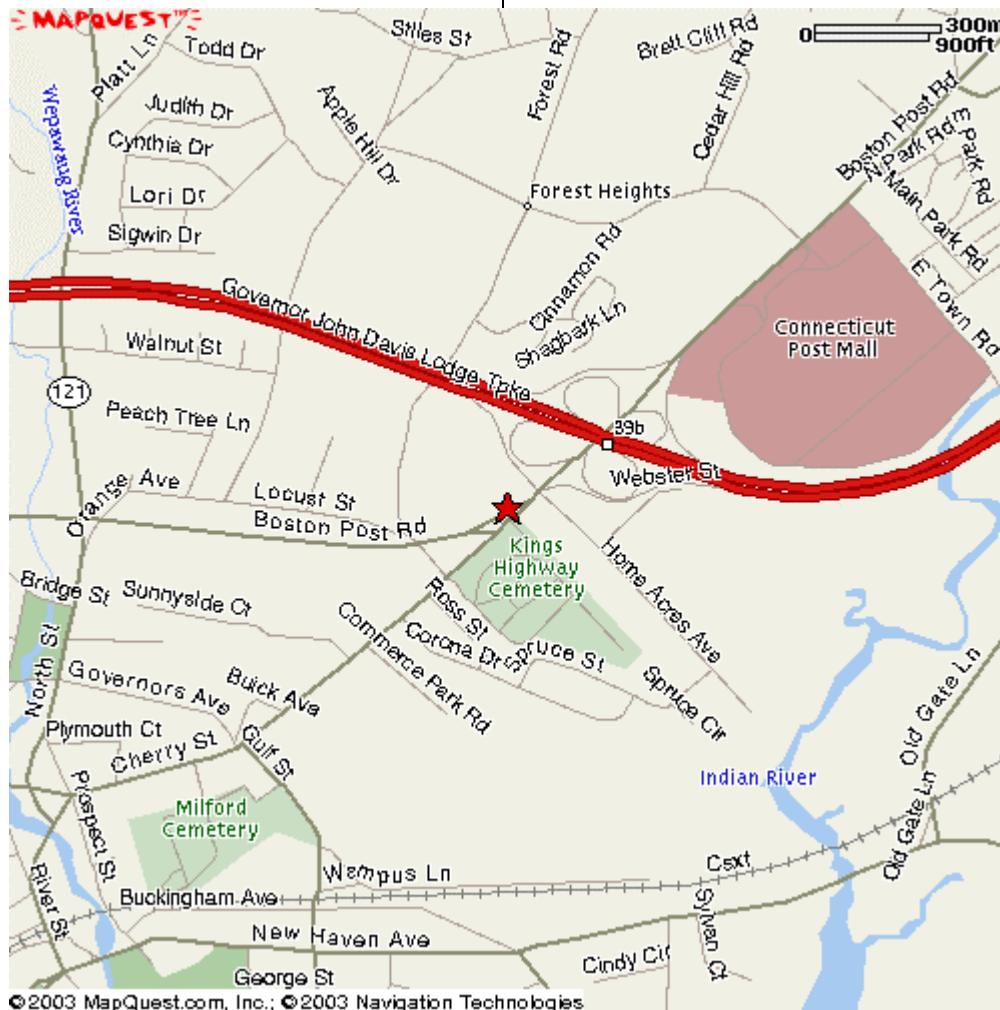 MAPQUEST™
Stiles St
Brett Cliff Rd
0 300m
900ft
Platt Ln
Todd Dr
Forest Rd
Cedar Hill Rd
Boston Post Rd
Wepawaug River
Judith Dr
Apple Hill Dr
N Park Rd
E Park Rd
Cynthia Dr
Lori Dr
Forest Heights
Main Park Rd
Sigwin Dr
Cinnamon Rd
E Town Rd
Governor John Davis Lodge Tpke
Shagbark Ln
Connecticut
Post Mall
Walnut St
121
Peach Tree Ln
39b
Webster St
Orange Ave
Locust St
Boston Post Rd
Kings
Highway
Cemetery
Home Acres Ave
Bridge St
Sunnyside Ct
Ross St
Commerce Park Rd
Corona Dr
Spruce St
North St
Governors Ave
Buick Ava
Spruce Cir
Old Gate Ln
Plymouth Ct
Cherry St
Gulf St
Indian River
Prospect St
Milford
Cemetery
Old Gate Ln
River St
Wampus Ln
Csxt
Buckingham Ave
Sylvan Ct
New Haven Ave
Cindy Cir
George St
©2003 MapQuest.com, Inc.; ©2003 Navigation Technologies